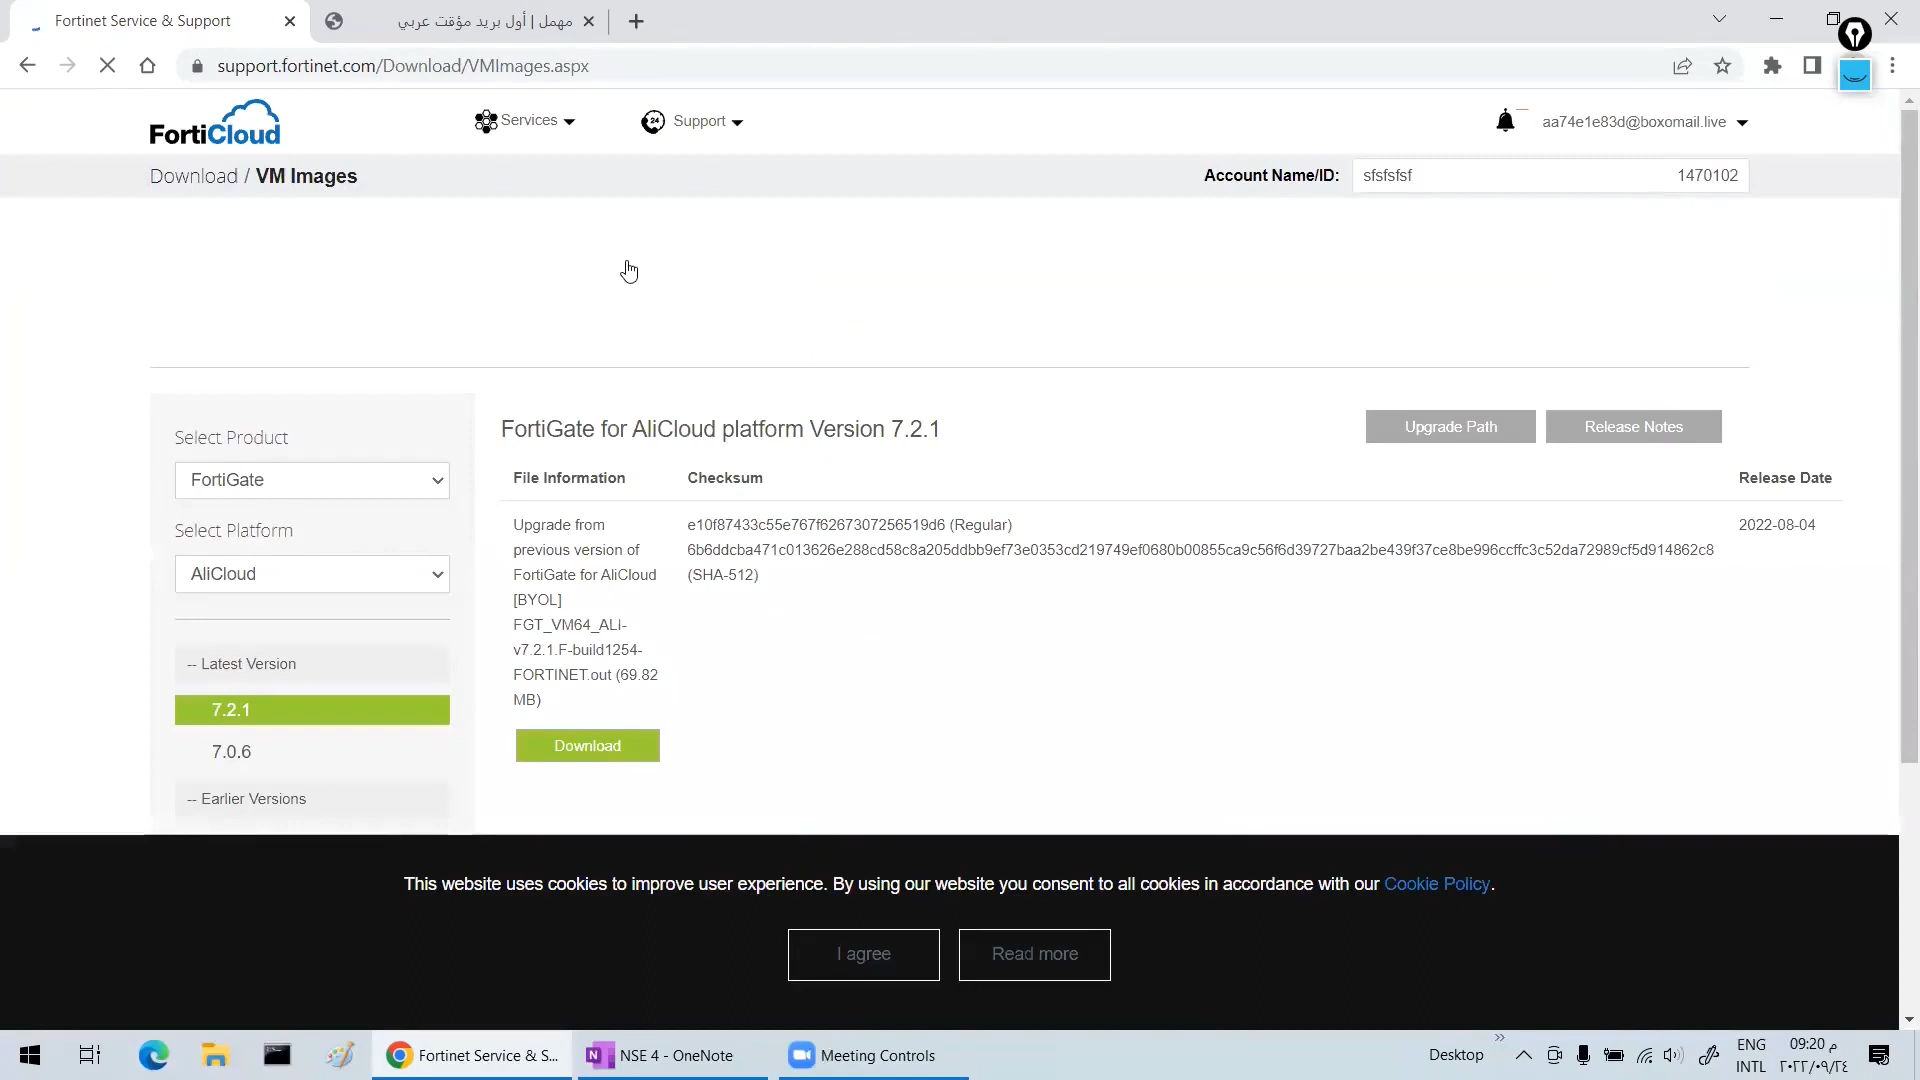 Fortinet Service & Support
مهمل | أول بريد مؤقت عربي
support.fortinet.com/Download/VMImages.aspx
FortiCloud
Services
24
Support
aa74e1e83d@boxomail.live
Download / VM Images
Account Name/ID:
sfsfsfsf
1470102
Select Product
FortiGate
Select Platform
AliCloud
-- Latest Version
7.2.1
7.0.6
-- Earlier Versions
FortiGate for AliCloud platform Version 7.2.1
Upgrade Path
Release Notes
File Information
Checksum
Release Date
Upgrade from
previous version of
FortiGate for AliCloud
[BYOL]
FGT_VM64_ALI-
v7.2.1.F-build1254-
FORTINET.out (69.82
MB)
e10f87433c55e767f6267307256519d6 (Regular)
6b6ddcba471c013626e288cd58c8a205ddbb9ef73e0353cd219749ef0680b00855ca9c56f6d39727baa2be439f37ce8be996ccffc3c52da72989cf5d914862c8
(SHA-512)
2022-08-04
Download
This website uses cookies to improve user experience. By using our website you consent to all cookies in accordance with our Cookie Policy.
I agree
Read more
Fortinet Service & S...
NSE 4 - OneNote
Meeting Controls
Desktop
ENG
INTL
09:20 م
٢٠٢٢/٠٩/٢٤